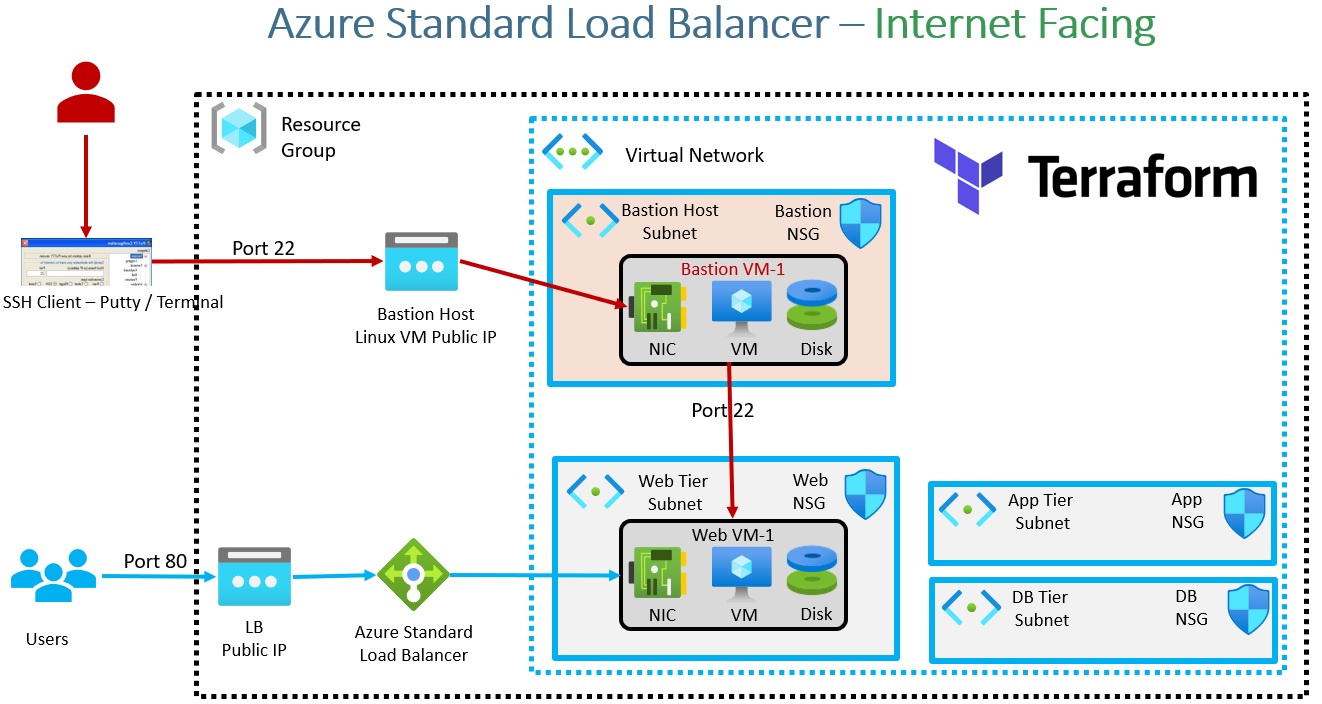 Azure Standard Load Balancer – Internet Facing
Resource
Group
Virtual Network
Terraform
Bastion Host
Subnet
Bastion
NSG
Bastion VM-1
NIC
VM
Disk
Port 22
SSH Client – Putty / Terminal
Bastion Host
Linux VM Public IP
Port 22
Web Tier
Subnet
Web
NSG
Web VM-1
NIC
VM
Disk
App Tier
Subnet
App
NSG
DB Tier
Subnet
DB
NSG
Port 80
Users
LB
Public IP
Azure Standard
Load Balancer